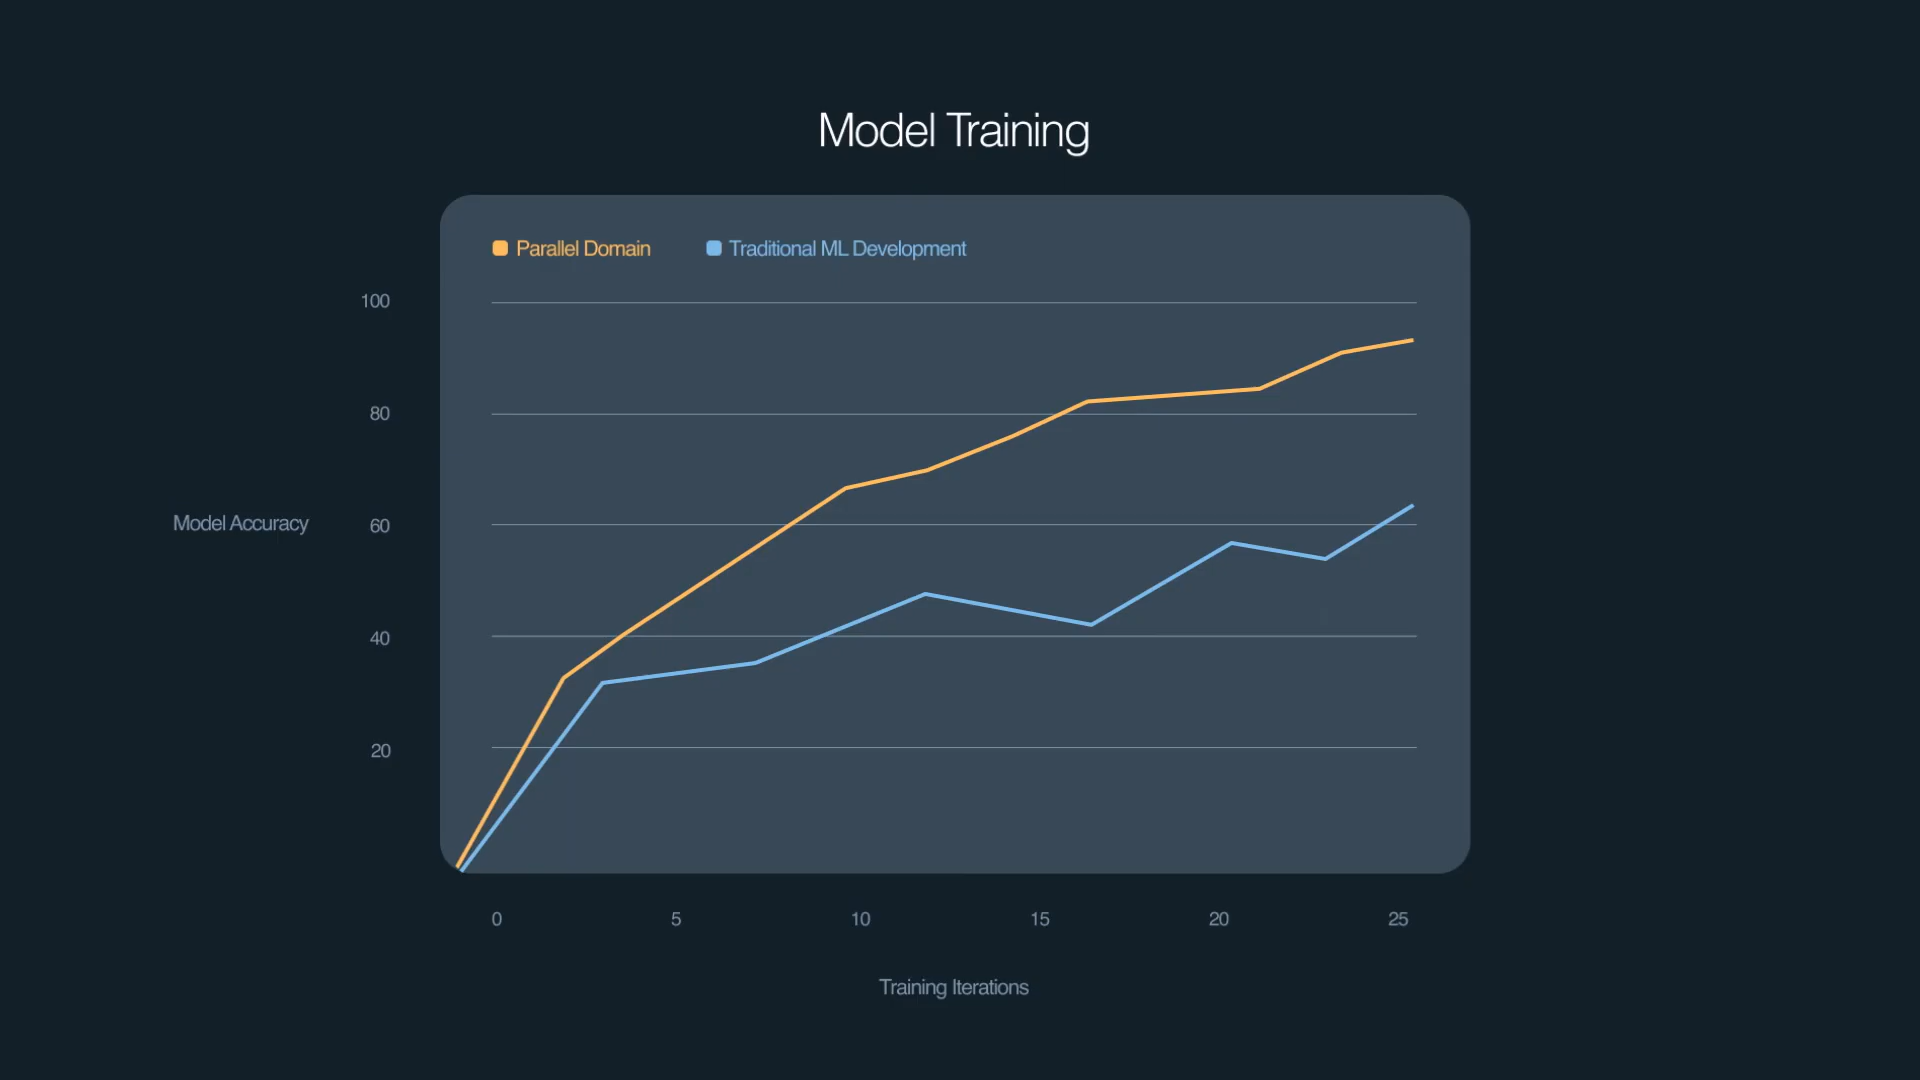 Model Training
Parallel Domain
Traditional ML Development
100
80
Model Accuracy
60
40
20
0 5 10 15 20 25
Training Iterations